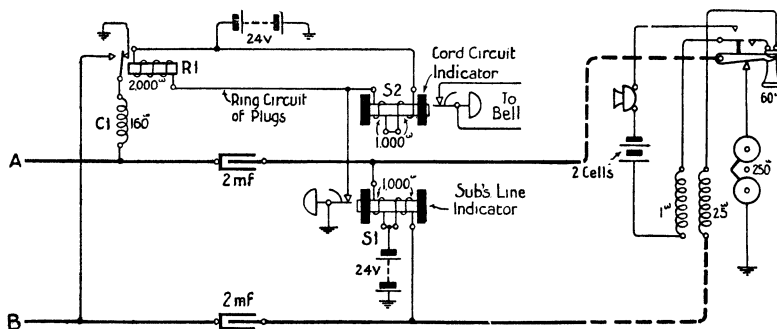 24V
R1
2,000ω
Cord Circuit
Indicator
S2
Ring Circuit
of Plugs
1,000ω
To
Bell
C1
160ω
60ω
A
2 mf
2 Cells
250ω
1,000ω
Sub's Line
Indicator
1ω
25ω
S1
24V
B
2 mf